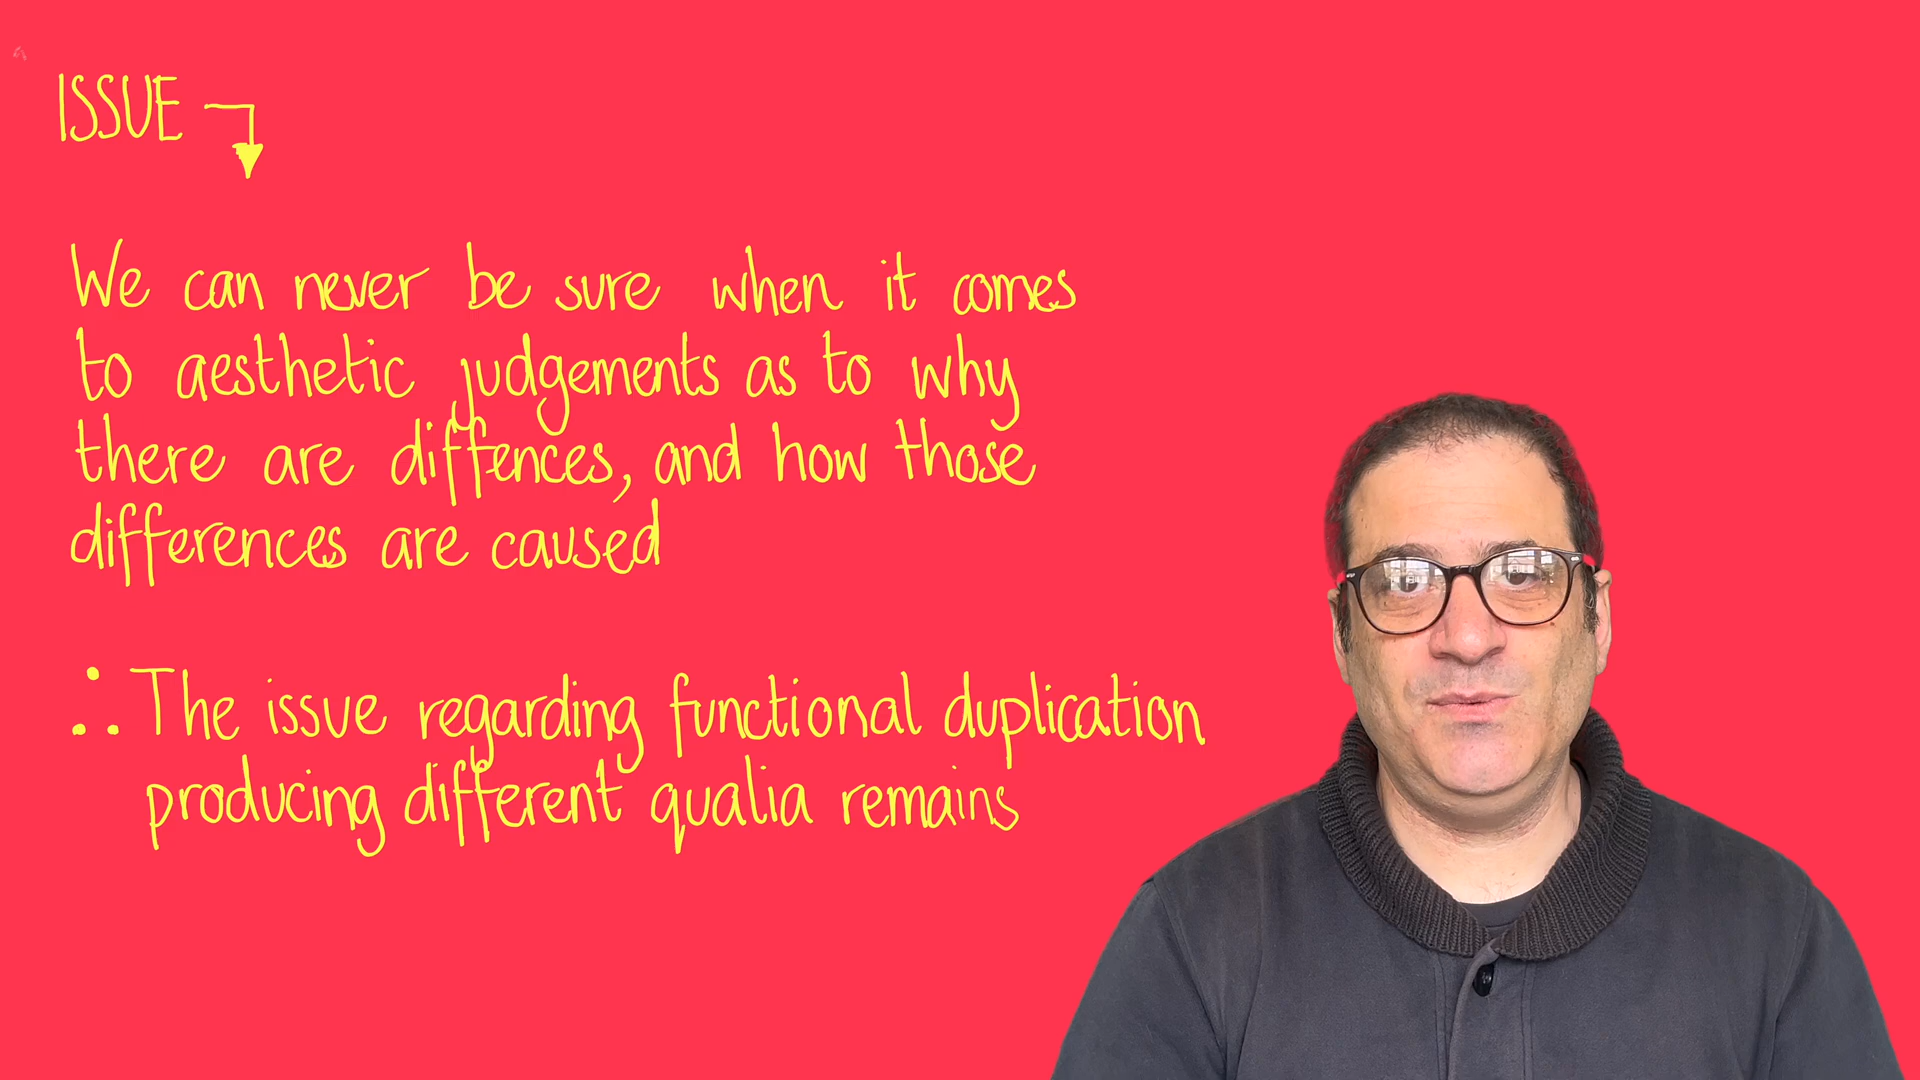 ISSUE
We can never be sure when it comes
to aesthetic judgements as to why
there are diffences, and how those
differences are caused
∴ The issue regarding functional duplication
producing different qualia remains